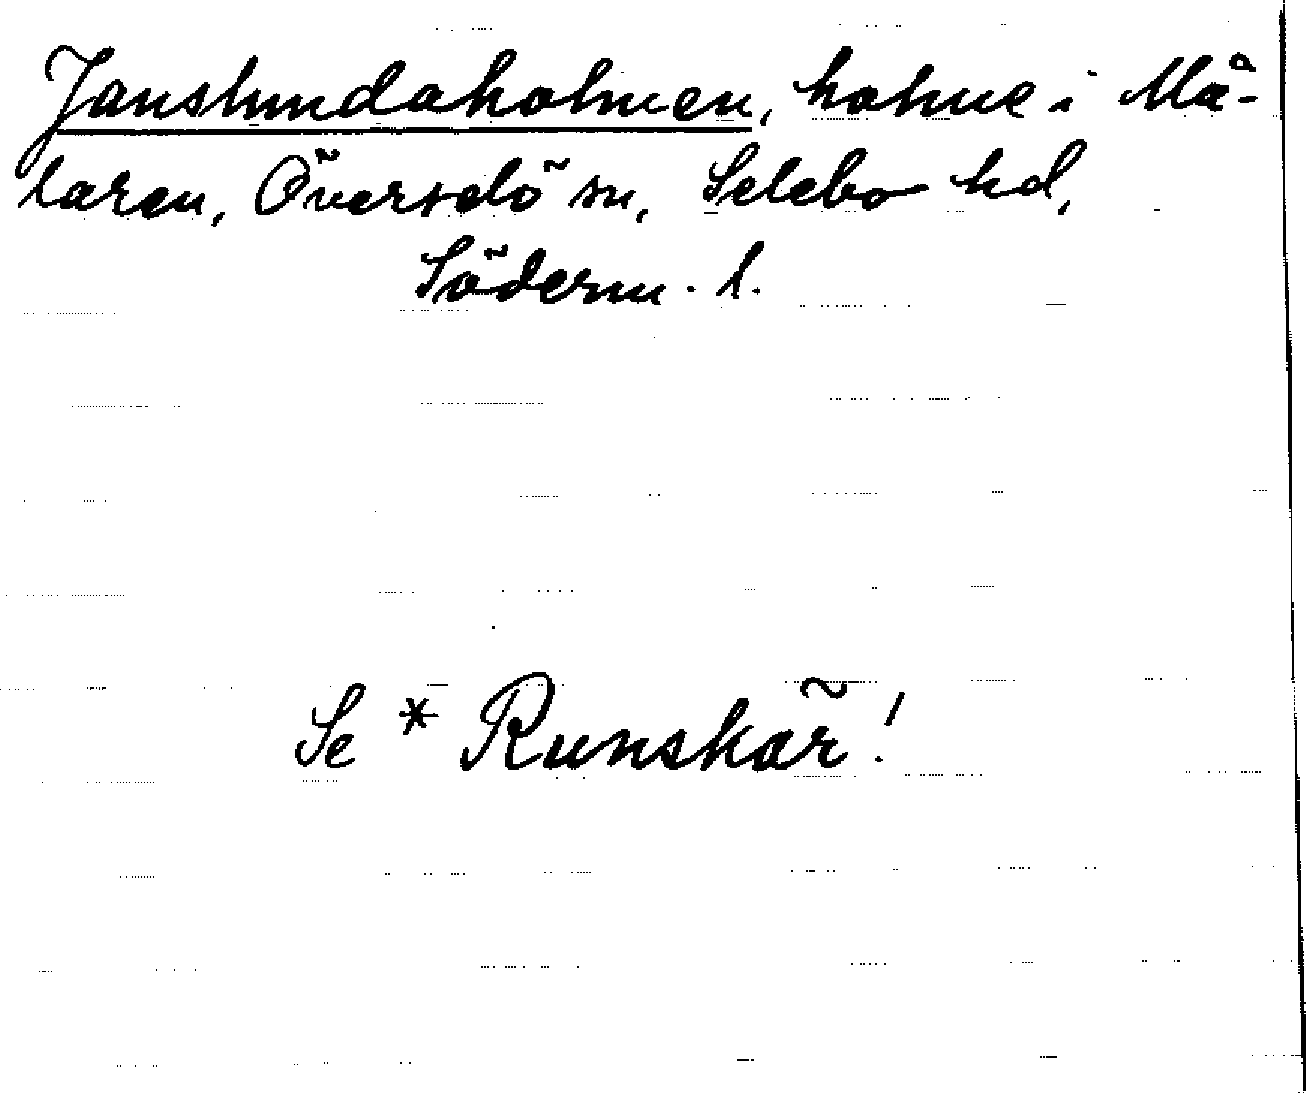 Janslundaholmen, holme i Mä-
laren, Överselö sn, Selebo hd,
Söderm. l.
Se * Runskär!